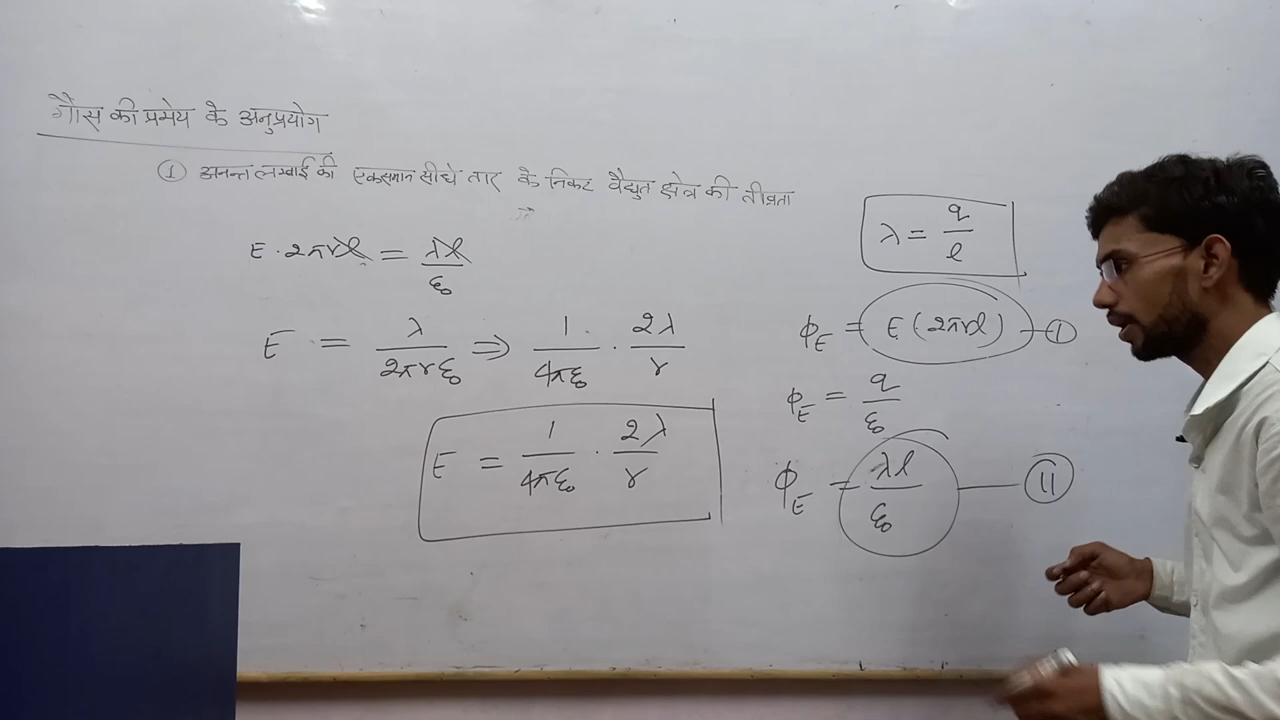 गौस की प्रमेय के अनुप्रयोग
① अनन्त लम्बाई की एकसमान सीधे तार के निकट वैद्युत क्षेत्र की तीव्रता
E · 2πrl = λl/ε₀
E = λ/2πrε₀ ⇒ 1/4πε₀ · 2λ/r
E = 1/4πε₀ · 2λ/r
λ = q/l
ϕE = E(2πrl) — ①
ϕE = q/ε₀
ϕE = λl/ε₀ — ⑪